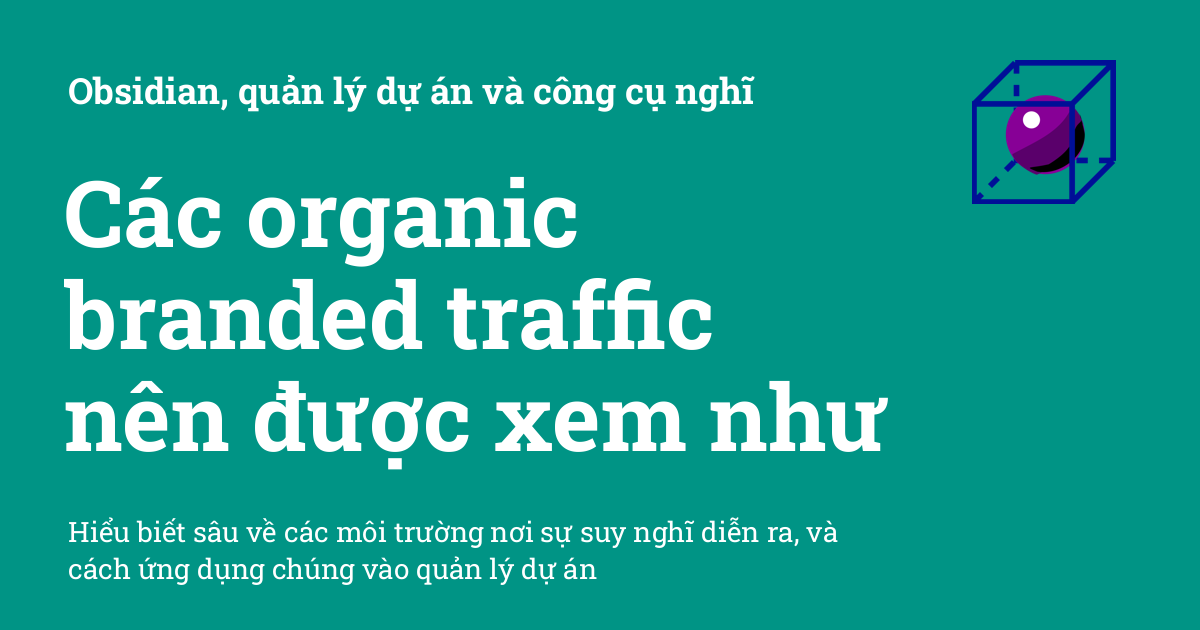 Obsidian, quản lý dự án và công cụ nghĩ
Các organic
branded traffic
nên được xem như
Hiểu biết sâu về các môi trường nơi sự suy nghĩ diễn ra, và
cách ứng dụng chúng vào quản lý dự án